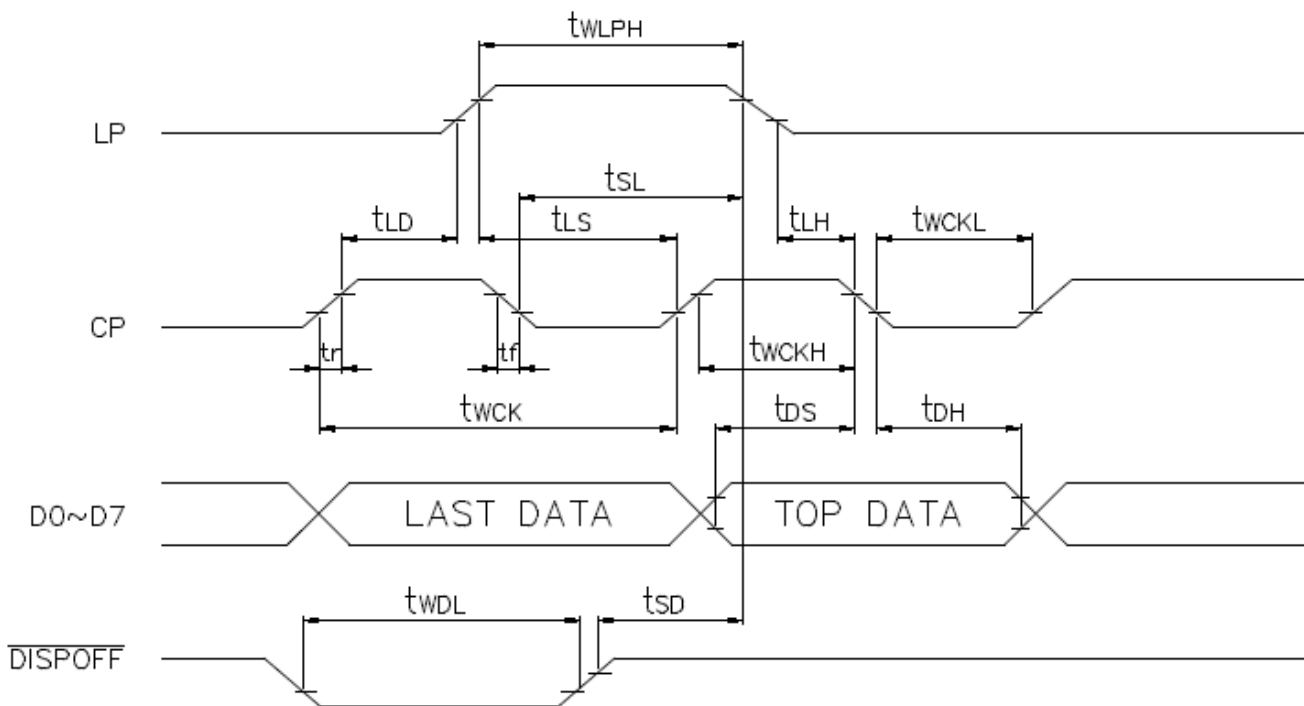 tWLPH
LP
tSL
tLD
tLS
tLH
tWCKL
CP
tr
tf
tWCKH
tWCK
tDS
tDH
D0~D7
LAST DATA
TOP DATA
tWDL
tSD
DISPOFF